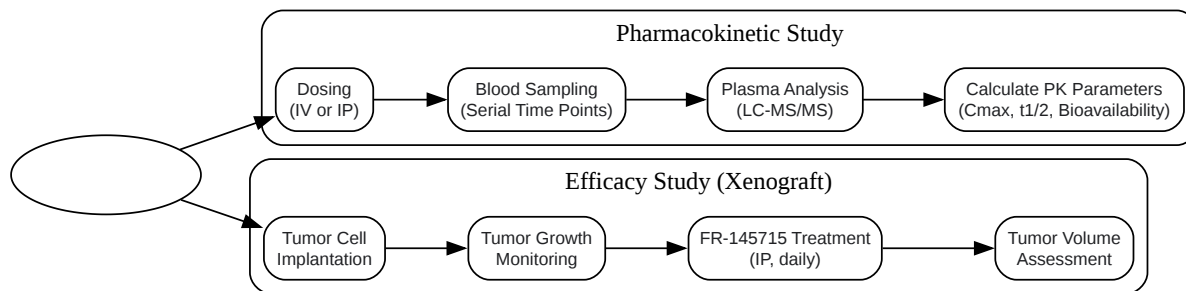 Pharmacokinetic Study
Dosing
(IV or IP)
Blood Sampling
(Serial Time Points)
Plasma Analysis
(LC-MS/MS)
Calculate PK Parameters
(Cmax, t1/2, Bioavailability)
Efficacy Study (Xenograft)
Tumor Cell
Implantation
Tumor Growth
Monitoring
FR-145715 Treatment
(IP, daily)
Tumor Volume
Assessment